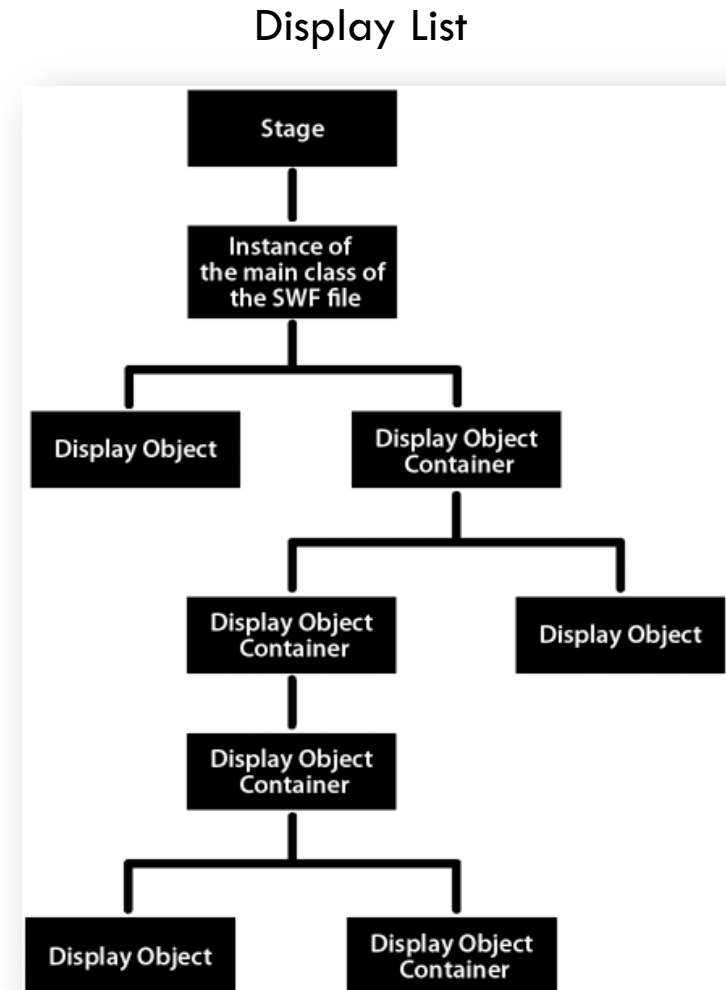 Display List
Stage
Instance of
the main class of
the SWF file
Display Object
Display Object
Container
Display Object
Container
Display Object
Display Object
Container
Display Object
Display Object
Container